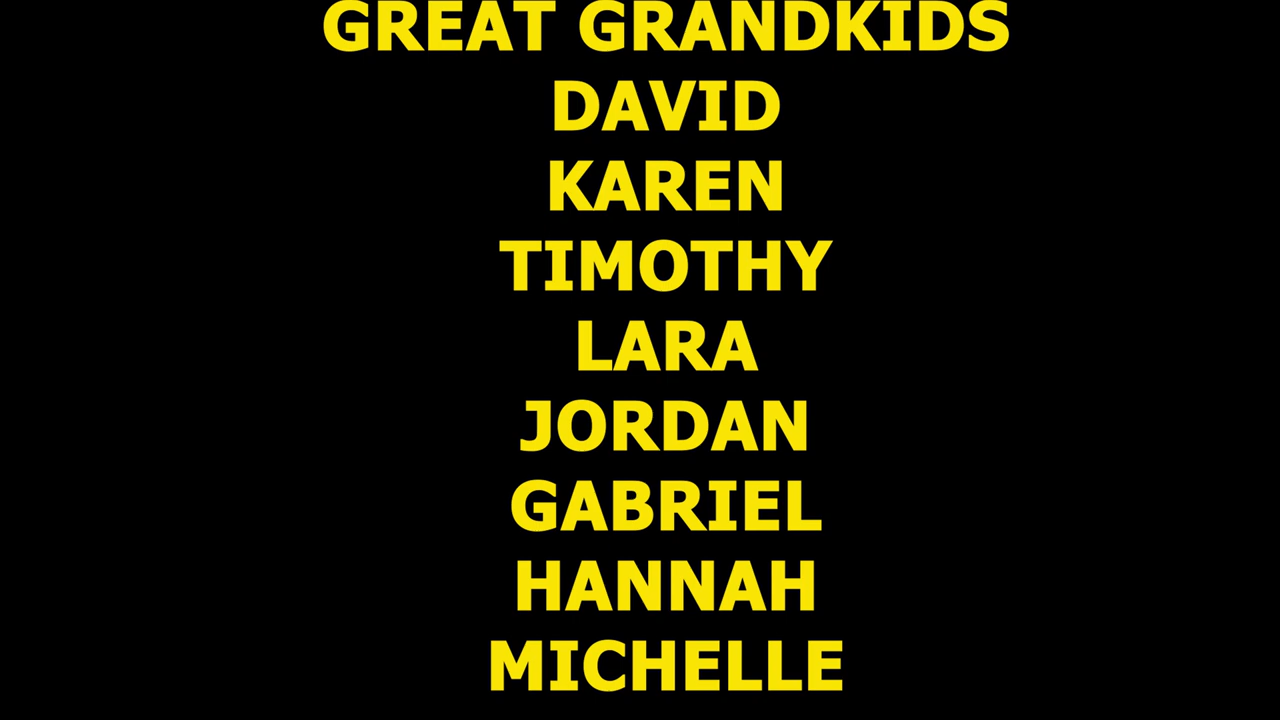 GREAT GRANDKIDS
DAVID
KAREN
TIMOTHY
LARA
JORDAN
GABRIEL
HANNAH
MICHELLE